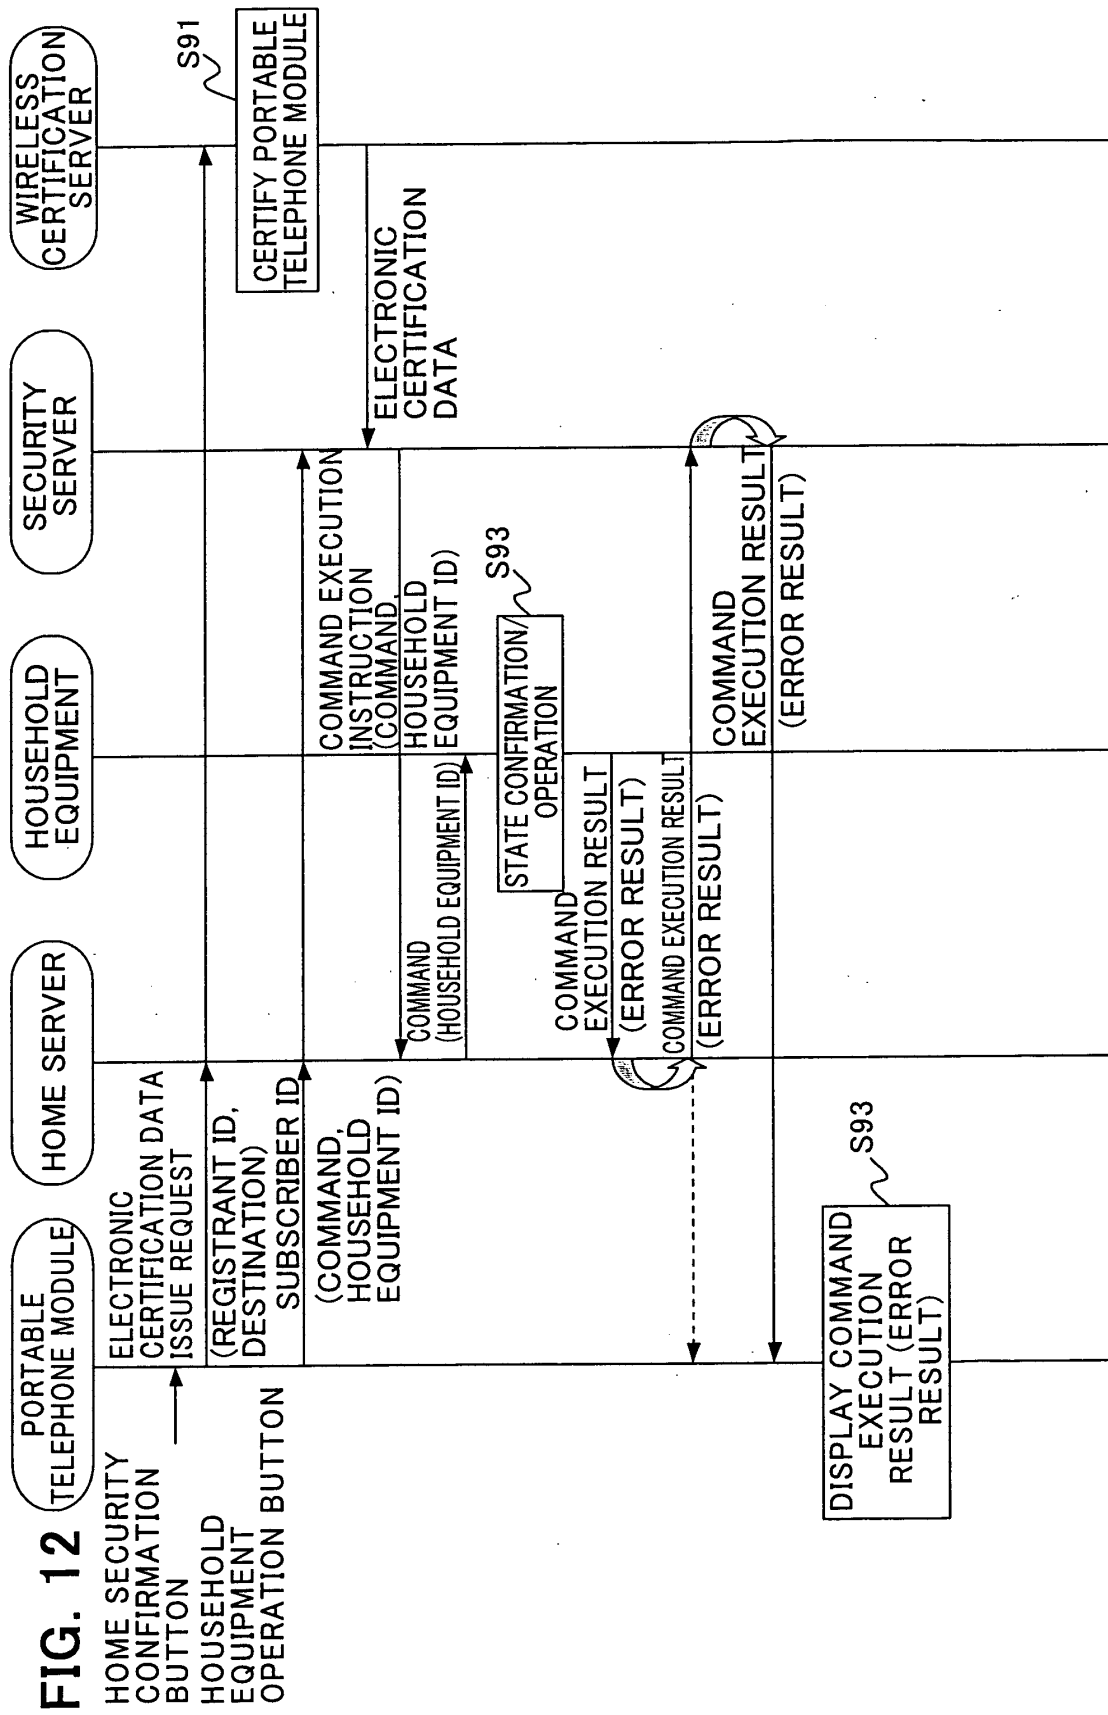 FIG. 12
PORTABLE
TELEPHONE MODULE
HOME SERVER
HOUSEHOLD
EQUIPMENT
SECURITY
SERVER
WIRELESS
CERTIFICATION
SERVER
HOME SECURITY
CONFIRMATION
BUTTON
HOUSEHOLD
EQUIPMENT
OPERATION BUTTON
ELECTRONIC
CERTIFICATION DATA
ISSUE REQUEST
(REGISTRANT ID,
DESTINATION)
SUBSCRIBER ID
(COMMAND,
HOUSEHOLD
EQUIPMENT ID)
S91
CERTIFY PORTABLE
TELEPHONE MODULE
ELECTRONIC
CERTIFICATION
DATA
COMMAND EXECUTION
INSTRUCTION
(COMMAND,
HOUSEHOLD
EQUIPMENT ID)
COMMAND
(HOUSEHOLD EQUIPMENT ID)
S93
STATE CONFIRMATION/
OPERATION
COMMAND
EXECUTION RESULT
(ERROR RESULT)
COMMAND EXECUTION RESULT
(ERROR RESULT)
COMMAND
EXECUTION RESULT
(ERROR RESULT)
S93
DISPLAY COMMAND
EXECUTION
RESULT (ERROR
RESULT)